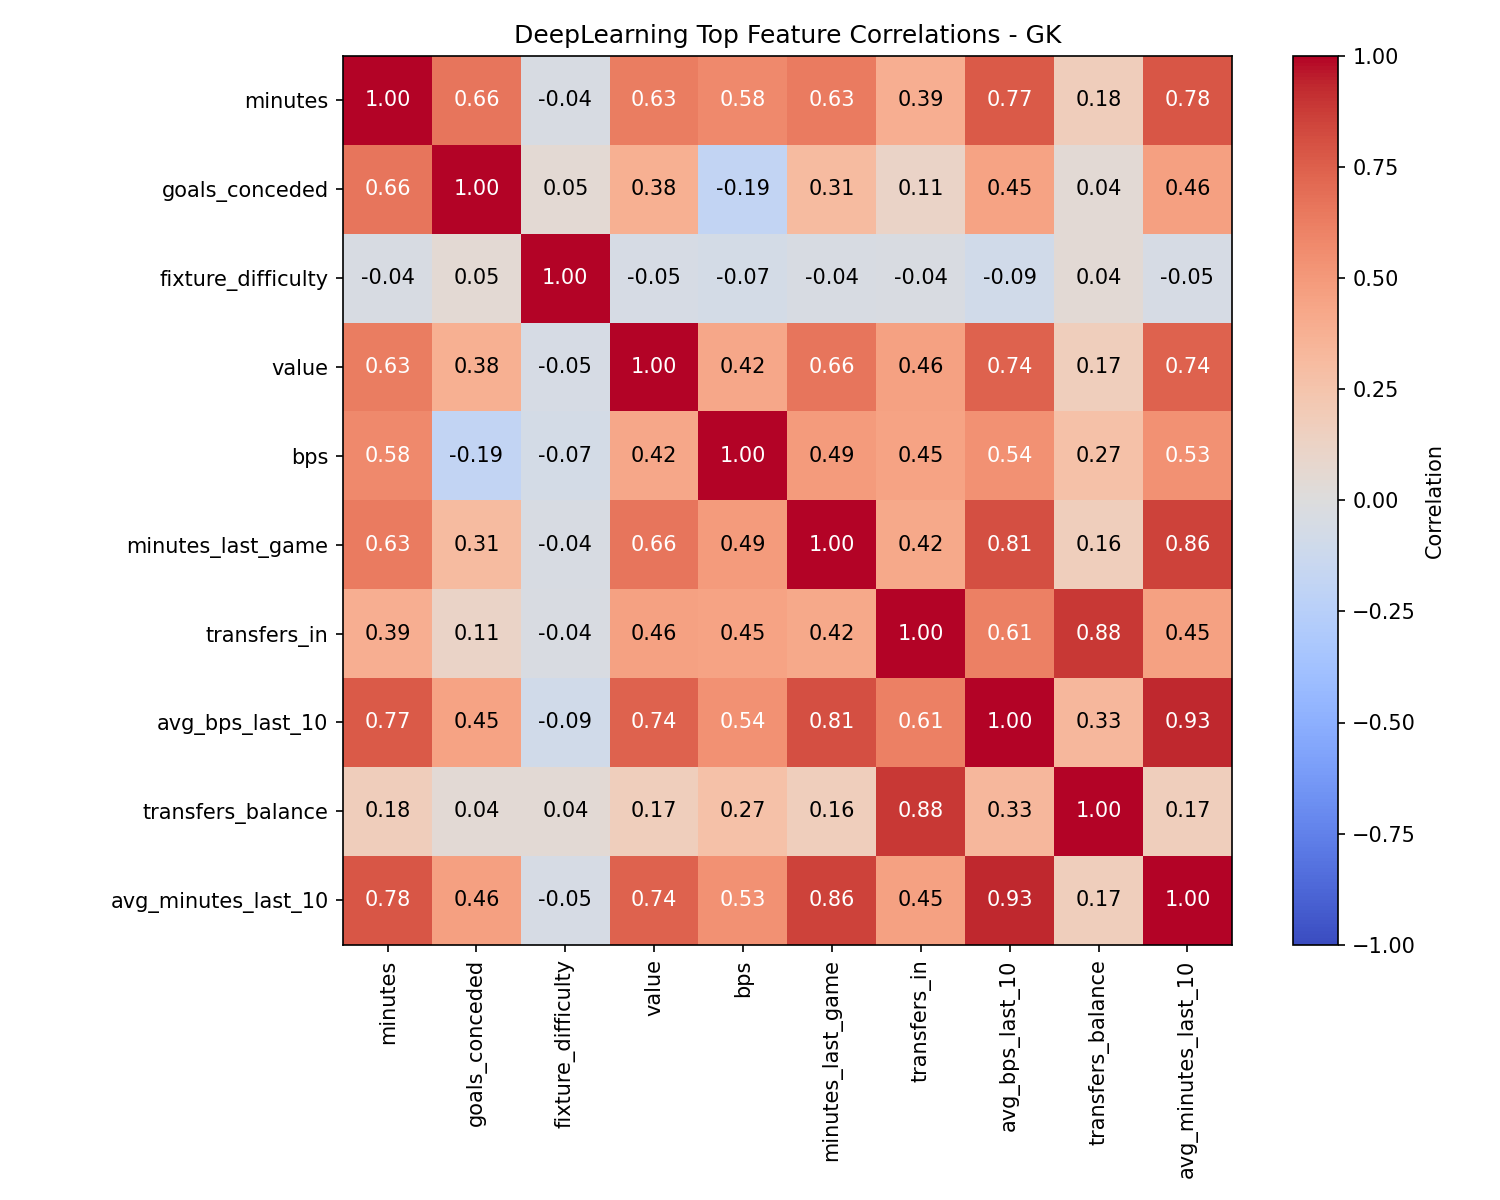 DeepLearning Top Feature Correlations - GK
minutes 1.00 0.66 -0.04 0.63 0.58 0.63 0.39 0.77 0.18 0.78
goals_conceded 0.66 1.00 0.05 0.38 -0.19 0.31 0.11 0.45 0.04 0.46
fixture_difficulty -0.04 0.05 1.00 -0.05 -0.07 -0.04 -0.04 -0.09 0.04 -0.05
value 0.63 0.38 -0.05 1.00 0.42 0.66 0.46 0.74 0.17 0.74
bps 0.58 -0.19 -0.07 0.42 1.00 0.49 0.45 0.54 0.27 0.53
minutes_last_game 0.63 0.31 -0.04 0.66 0.49 1.00 0.42 0.81 0.16 0.86
transfers_in 0.39 0.11 -0.04 0.46 0.45 0.42 1.00 0.61 0.88 0.45
avg_bps_last_10 0.77 0.45 -0.09 0.74 0.54 0.81 0.61 1.00 0.33 0.93
transfers_balance 0.18 0.04 0.04 0.17 0.27 0.16 0.88 0.33 1.00 0.17
avg_minutes_last_10 0.78 0.46 -0.05 0.74 0.53 0.86 0.45 0.93 0.17 1.00
minutes
goals_conceded
fixture_difficulty
value
bps
minutes_last_game
transfers_in
avg_bps_last_10
transfers_balance
avg_minutes_last_10
1.00
0.75
0.50
0.25
0.00
−0.25
−0.50
−0.75
−1.00
Correlation